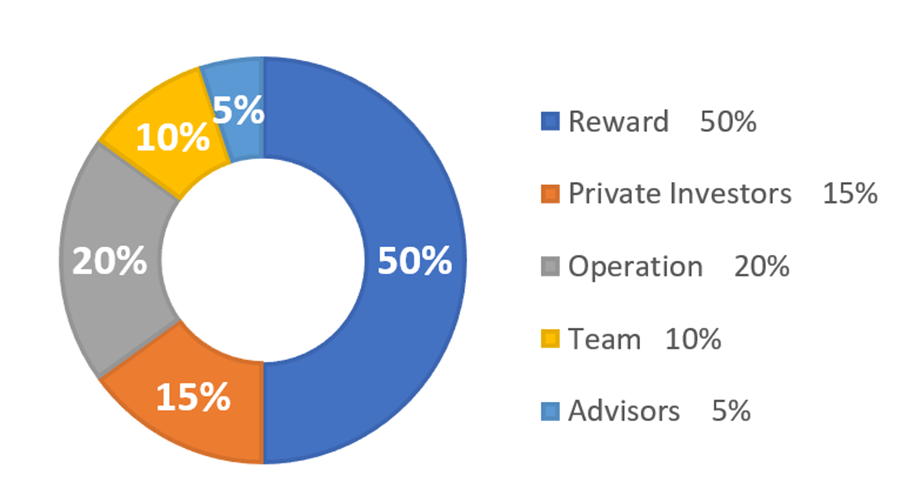 5%
10%
20%
50%
15%
Reward 50%
Private Investors 15%
Operation 20%
Team 10%
Advisors 5%